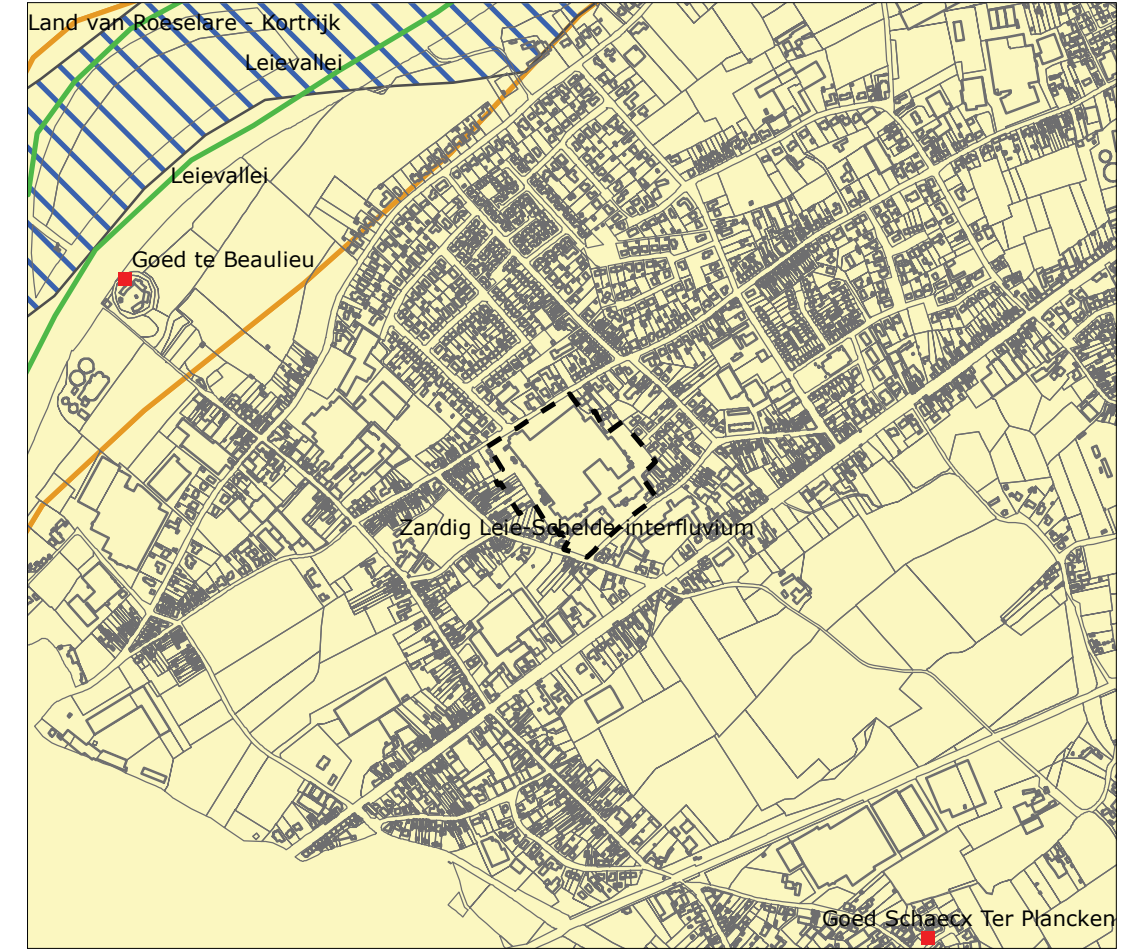 Land van Roeselare - Kortrijk
Leievallei
Leievallei
Goed te Beaulieu
Zandig Leie-Schelde-interfluvium
Goed Schaecx Ter Plancken